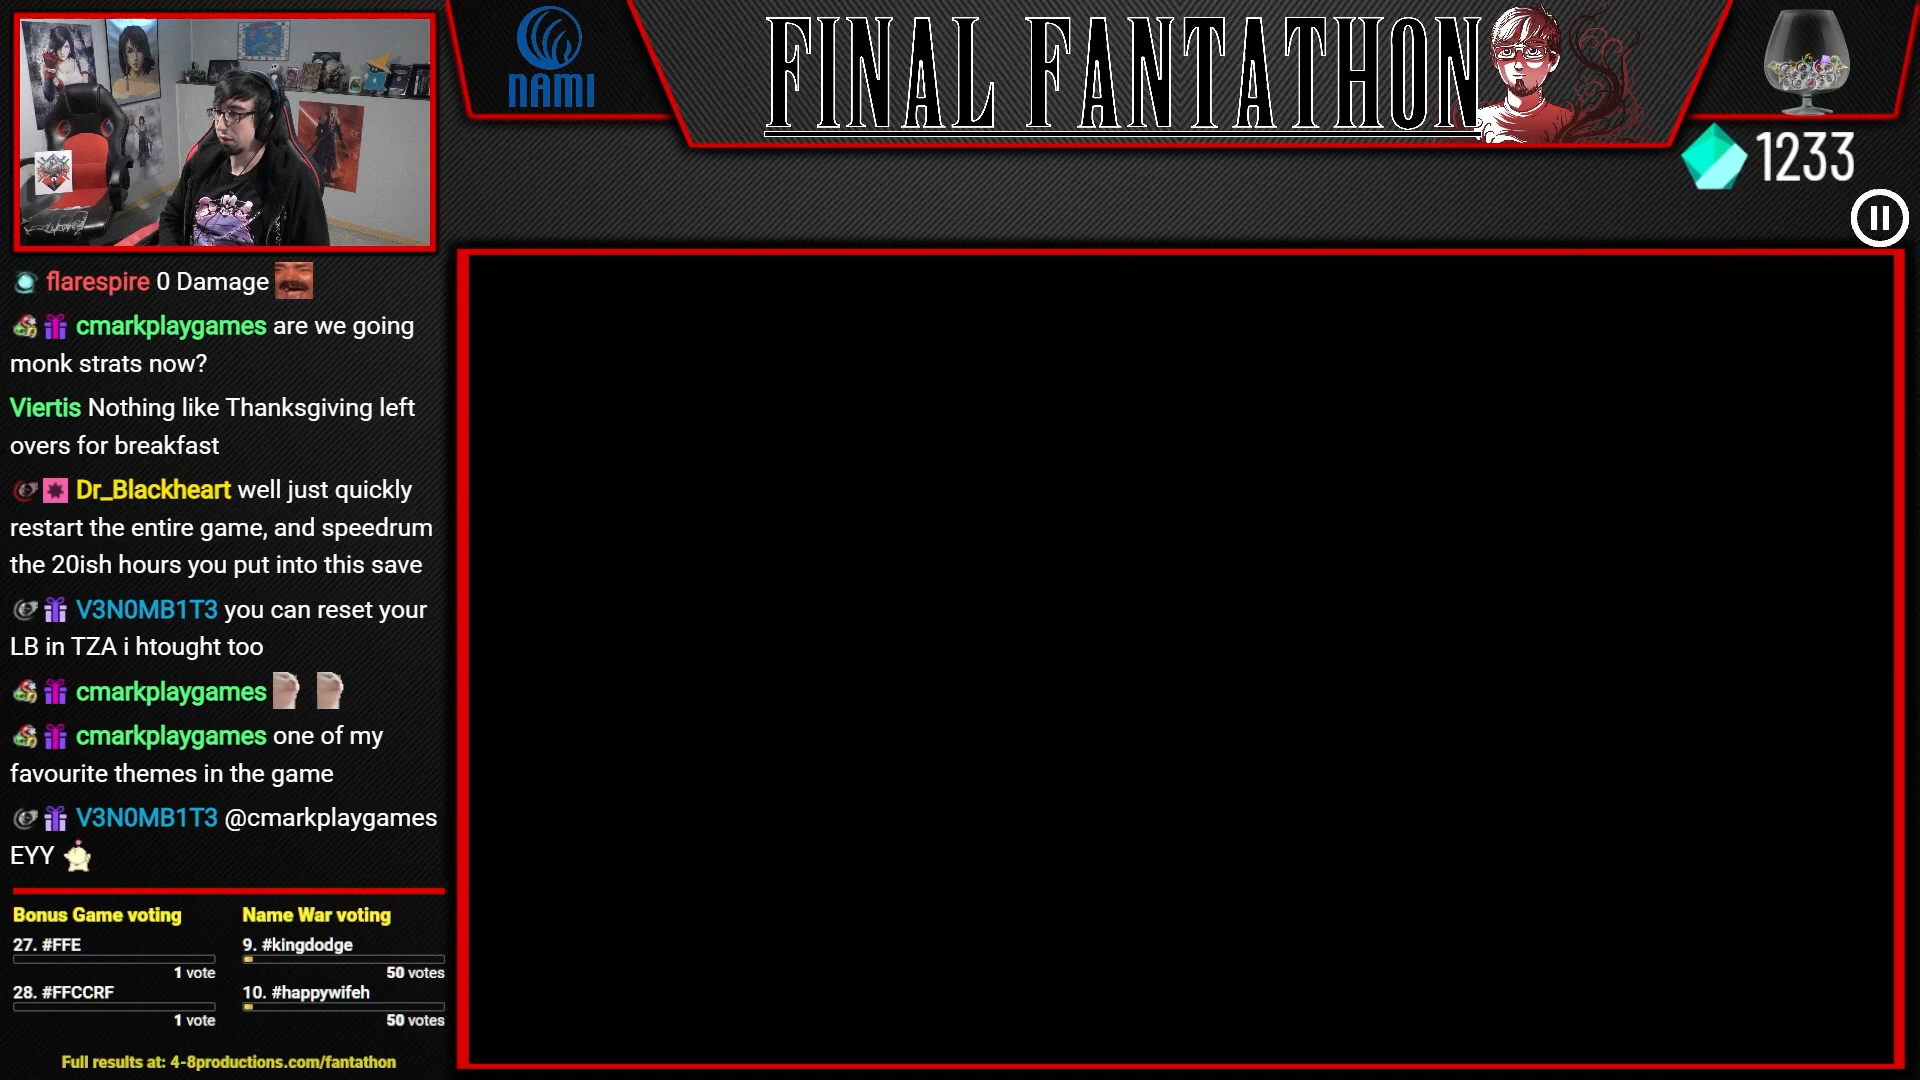 NAMI
FINAL FANTATHON
1233
flarespire 0 Damage
cmarkplaygames are we going
monk strats now?
Viertis Nothing like Thanksgiving left
overs for breakfast
Dr_Blackheart well just quickly
restart the entire game, and speedrum
the 20ish hours you put into this save
V3N0MB1T3 you can reset your
LB in TZA i htought too
cmarkplaygames
cmarkplaygames one of my
favourite themes in the game
V3N0MB1T3 @cmarkplaygames
EYY
Bonus Game voting
27. #FFE
1 vote
28. #FFCCRF
1 vote
Name War voting
9. #kingdodge
50 votes
10. #happywifeh
50 votes
Full results at: 4-8productions.com/fantathon